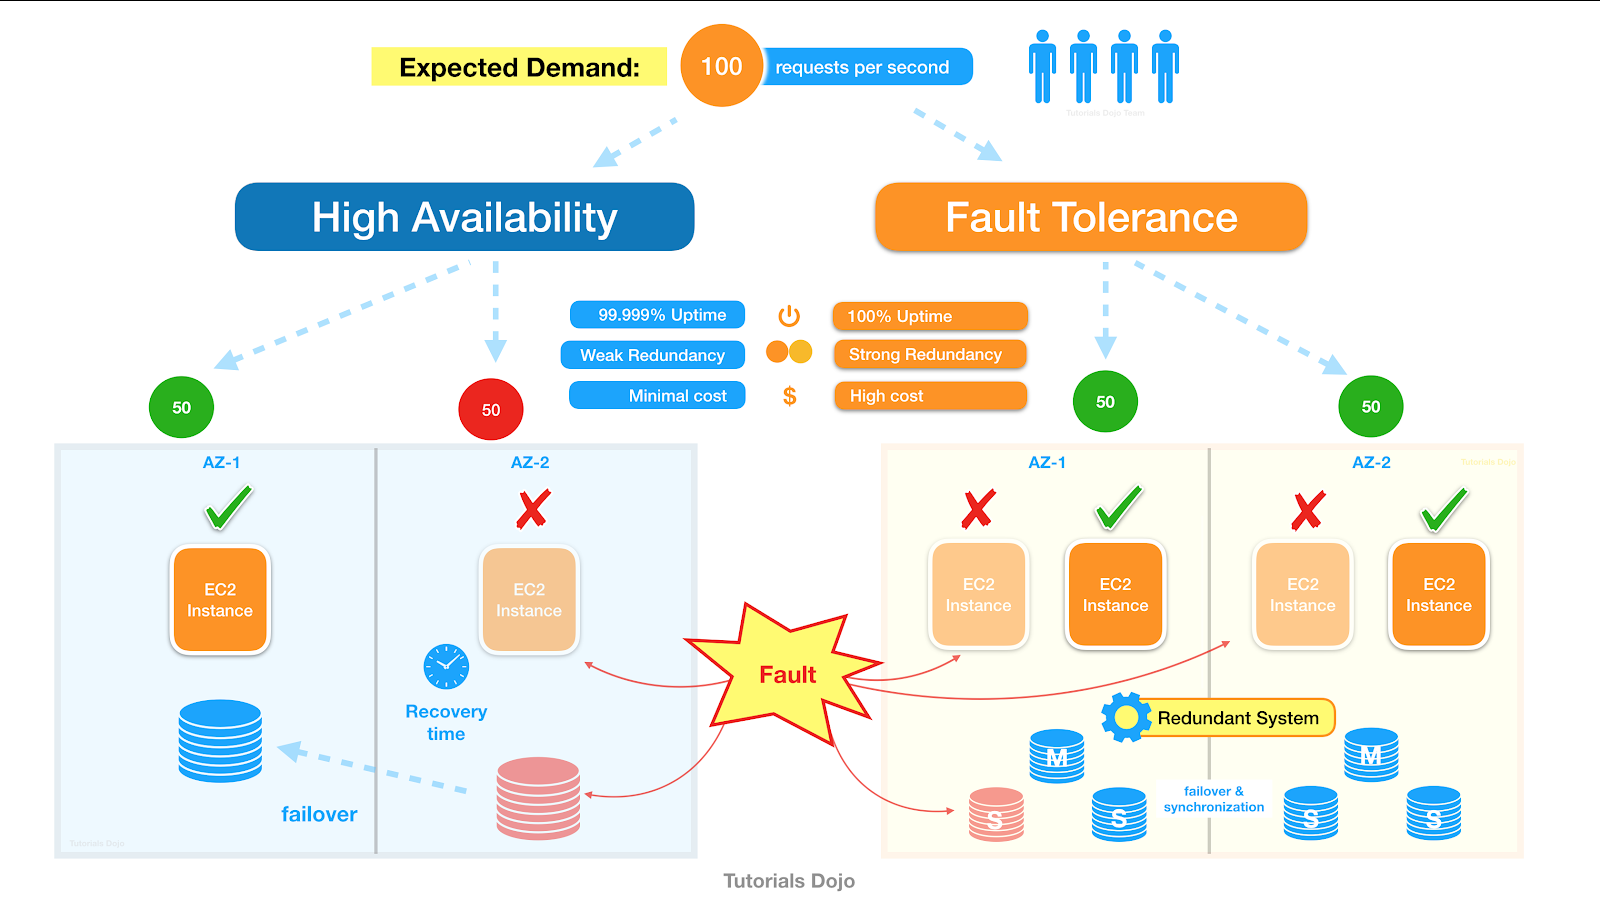 Expected Demand:
100
requests per second
Tutorials Dojo Team
High Availability
Fault Tolerance
99.999% Uptime
100% Uptime
Weak Redundancy
Strong Redundancy
Minimal cost
$
High cost
50
50
50
50
AZ-1
AZ-2
AZ-1
AZ-2
Tutorials Dojo
EC2
Instance
EC2
Instance
EC2
Instance
EC2
Instance
EC2
Instance
EC2
Instance
Fault
Recovery
time
failover
Redundant System
M
M
S
S
failover &
synchronization
S
S
Tutorials Dojo
Tutorials Dojo